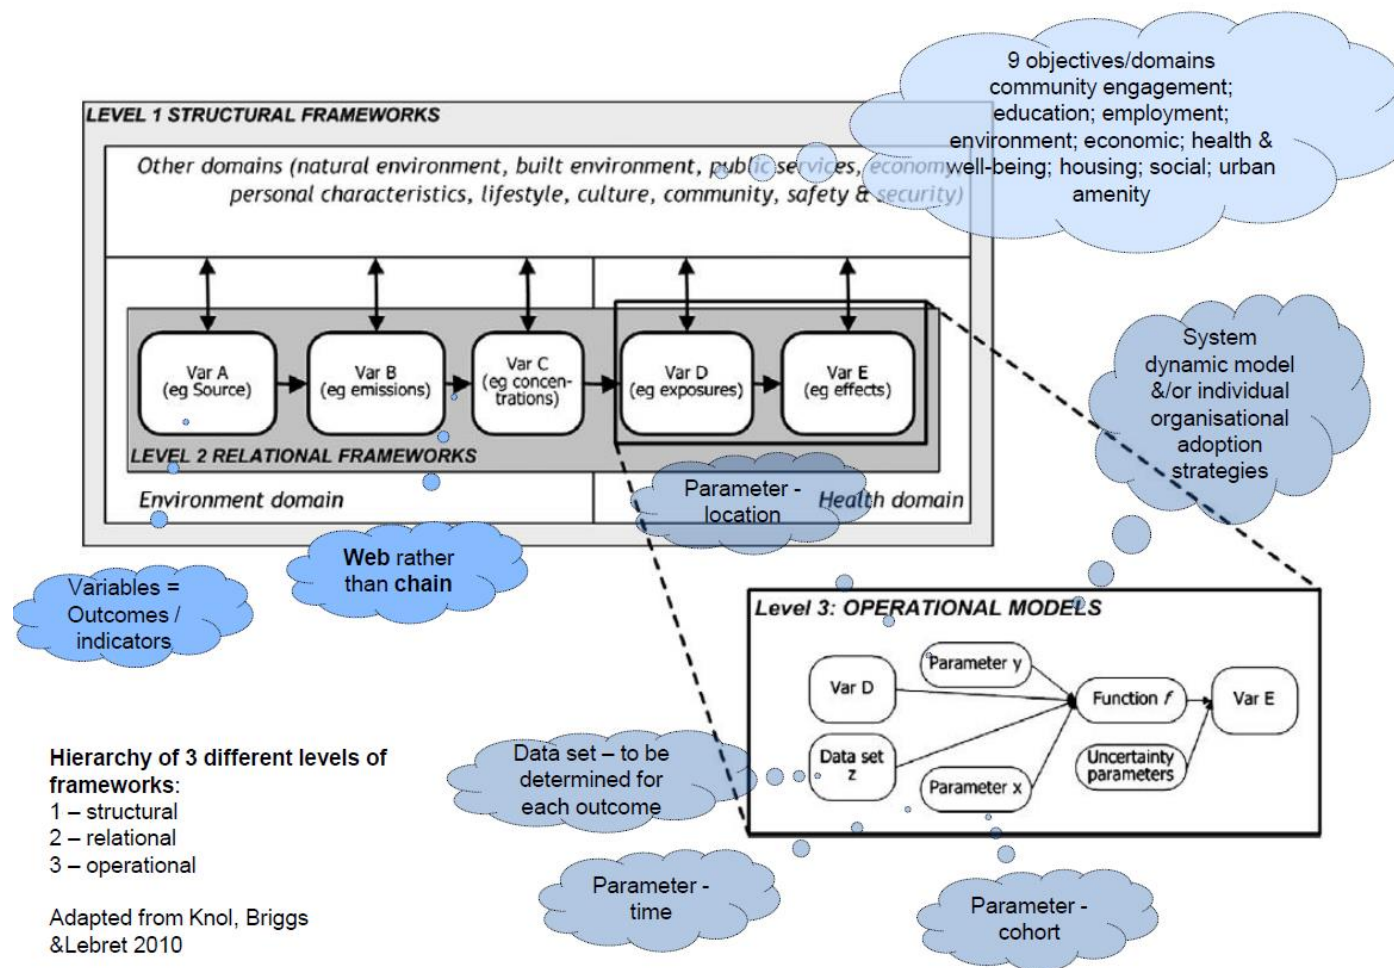 9 objectives/domains
community engagement;
education; employment;
environment; economic; health &
well-being; housing; social; urban
amenity
LEVEL 1 STRUCTURAL FRAMEWORKS
Other domains (natural environment, built environment, public services, economy
personal characteristics, lifestyle, culture, community, safety & security)
Var A
(eg Source)
Var B
(eg emissions)
Var C
(eg concen-
trations)
Var D
(eg exposures)
Var E
(eg effects)
LEVEL 2 RELATIONAL FRAMEWORKS
Environment domain
Health domain
System
dynamic model
&/or individual
organisational
adoption
strategies
Parameter -
location
Web rather
than chain
Variables =
Outcomes /
indicators
Level 3: OPERATIONAL MODELS
Var D
Parameter y
Function f
Var E
Data set
z
Parameter x
Uncertainty
parameters
Data set – to be
determined for
each outcome
Parameter -
time
Parameter -
cohort
Hierarchy of 3 different levels of
frameworks:
1 – structural
2 – relational
3 – operational
Adapted from Knol, Briggs
&Lebret 2010